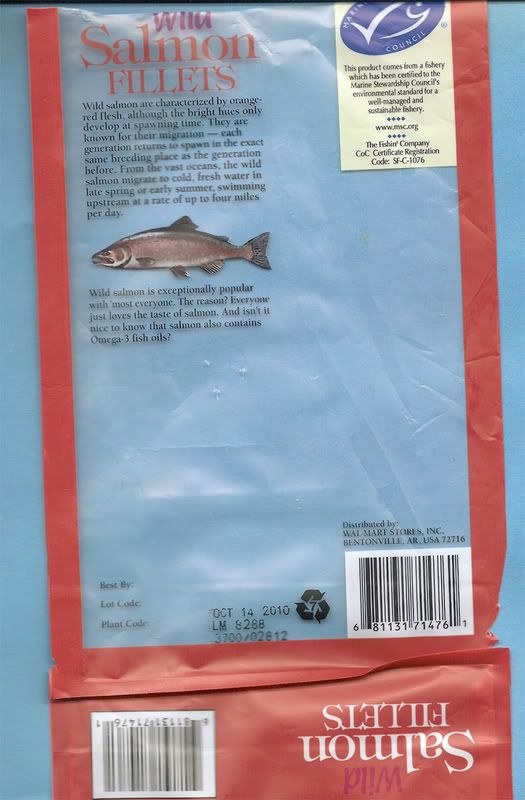 Wild
Salmon
FILLETS
Wild salmon are characterized by orange-
red flesh, although the bright hues only
develop at spawning time. They are
known for their migration — each
generation returns to spawn in the exact
same breeding place as the generation
before. From the vast oceans, the wild
salmon migrate to cold, fresh water in
late spring or early summer, swimming
upstream at a rate of up to four miles
per day.
Wild salmon is exceptionally popular
with most everyone. The reason? Everyone
just loves the taste of salmon. And isn't it
nice to know that salmon also contains
Omega-3 fish oils?
MARINE
COUNCIL
®
This product comes from a fishery
which has been certified to the
Marine Stewardship Council's
environmental standard for a
well-managed and
sustainable fishery.
www.msc.org
The Fishin' Company
CoC Certificate Registration
Code: SF-C-1076
Distributed by:
WAL-MART STORES, INC.
BENTONVILLE, AR, USA 72716
6 81131 71476 1
Best By:
Lot Code:
Plant Code:
OCT 14 2010
LM 8288
3700/02812
7
6 81131 71476 1
Wild
Salmon
FILLETS